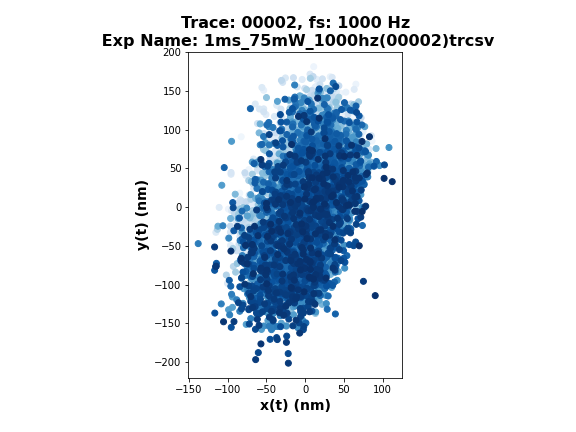 Trace: 00002, fs: 1000 Hz
Exp Name: 1ms_75mW_1000hz(00002)trcsv
200
150
100
50
0
−50
−100
−150
−200
y(t) (nm)
−150 −100 −50 0 50 100
x(t) (nm)